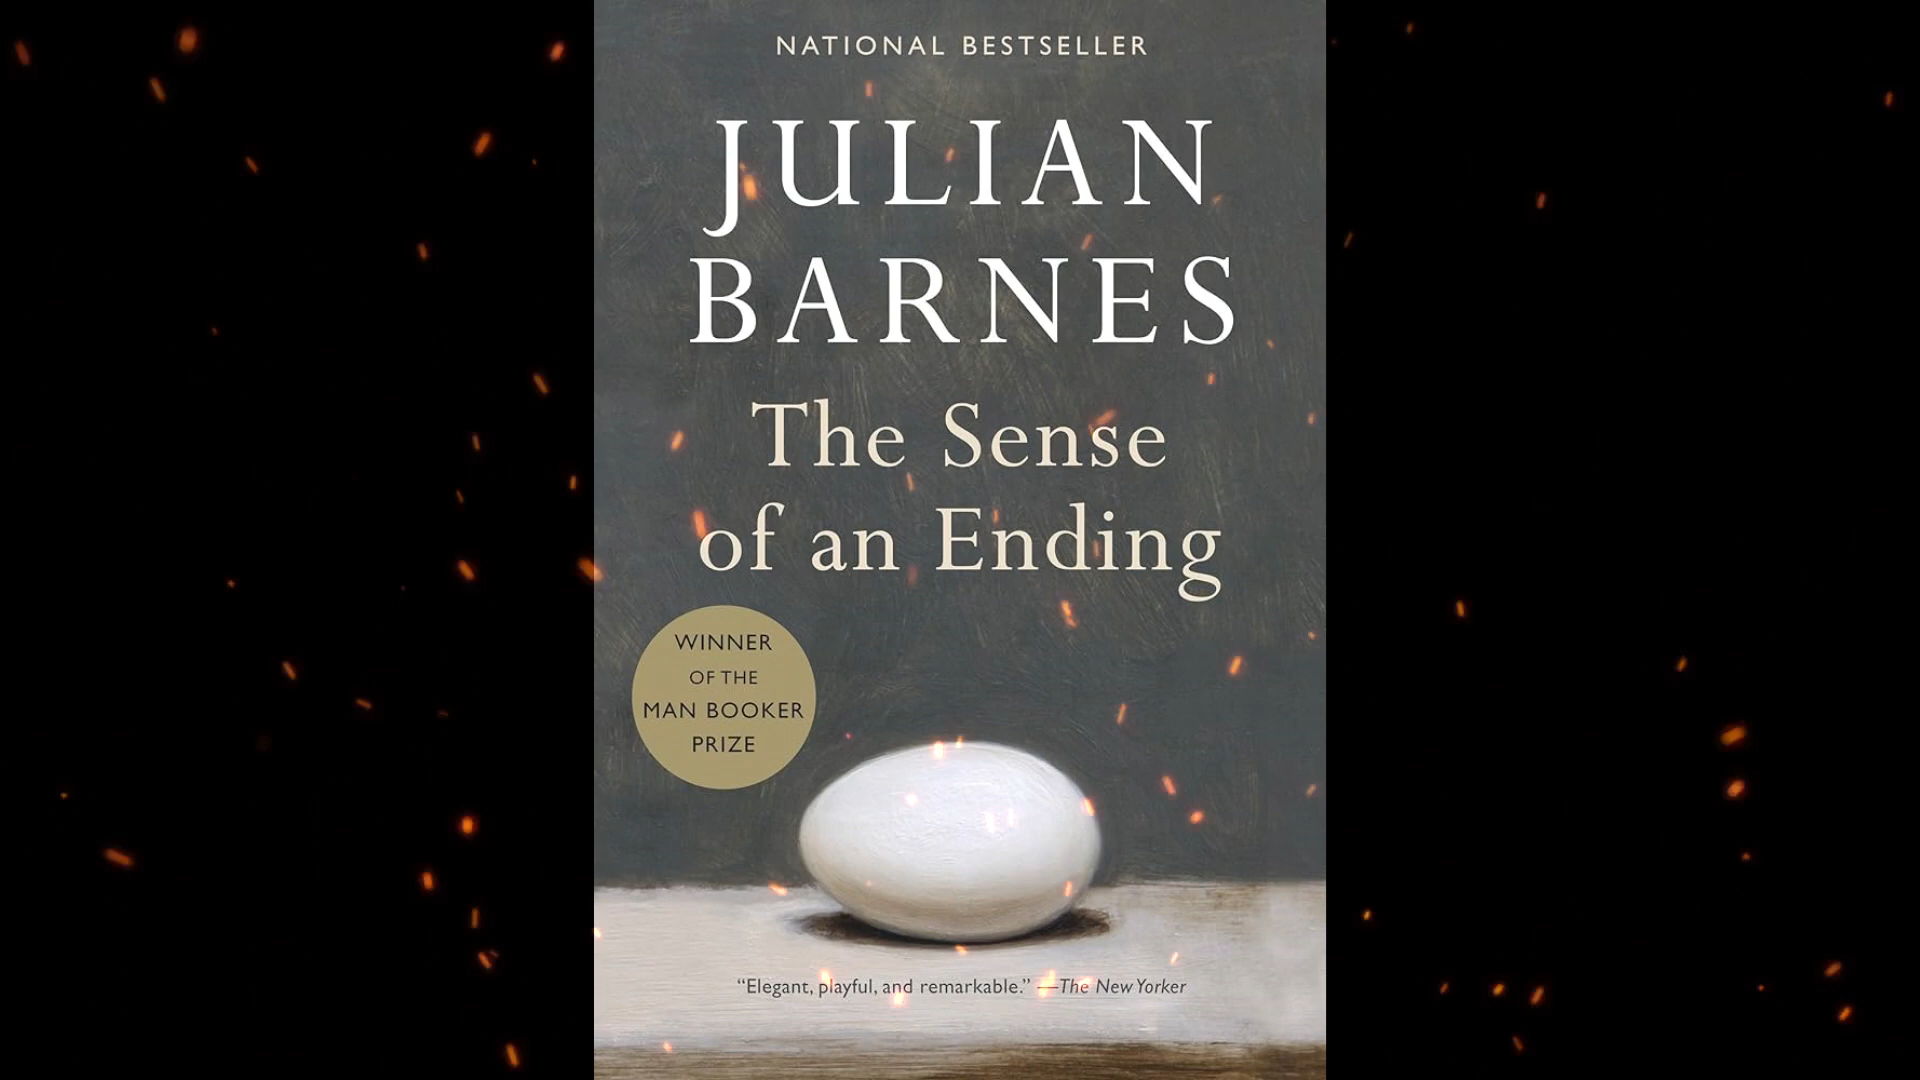 NATIONAL BESTSELLER
JULIAN
BARNES
The Sense
of an Ending
WINNER
OF THE
MAN BOOKER
PRIZE
“Elegant, playful, and remarkable.” —The New Yorker